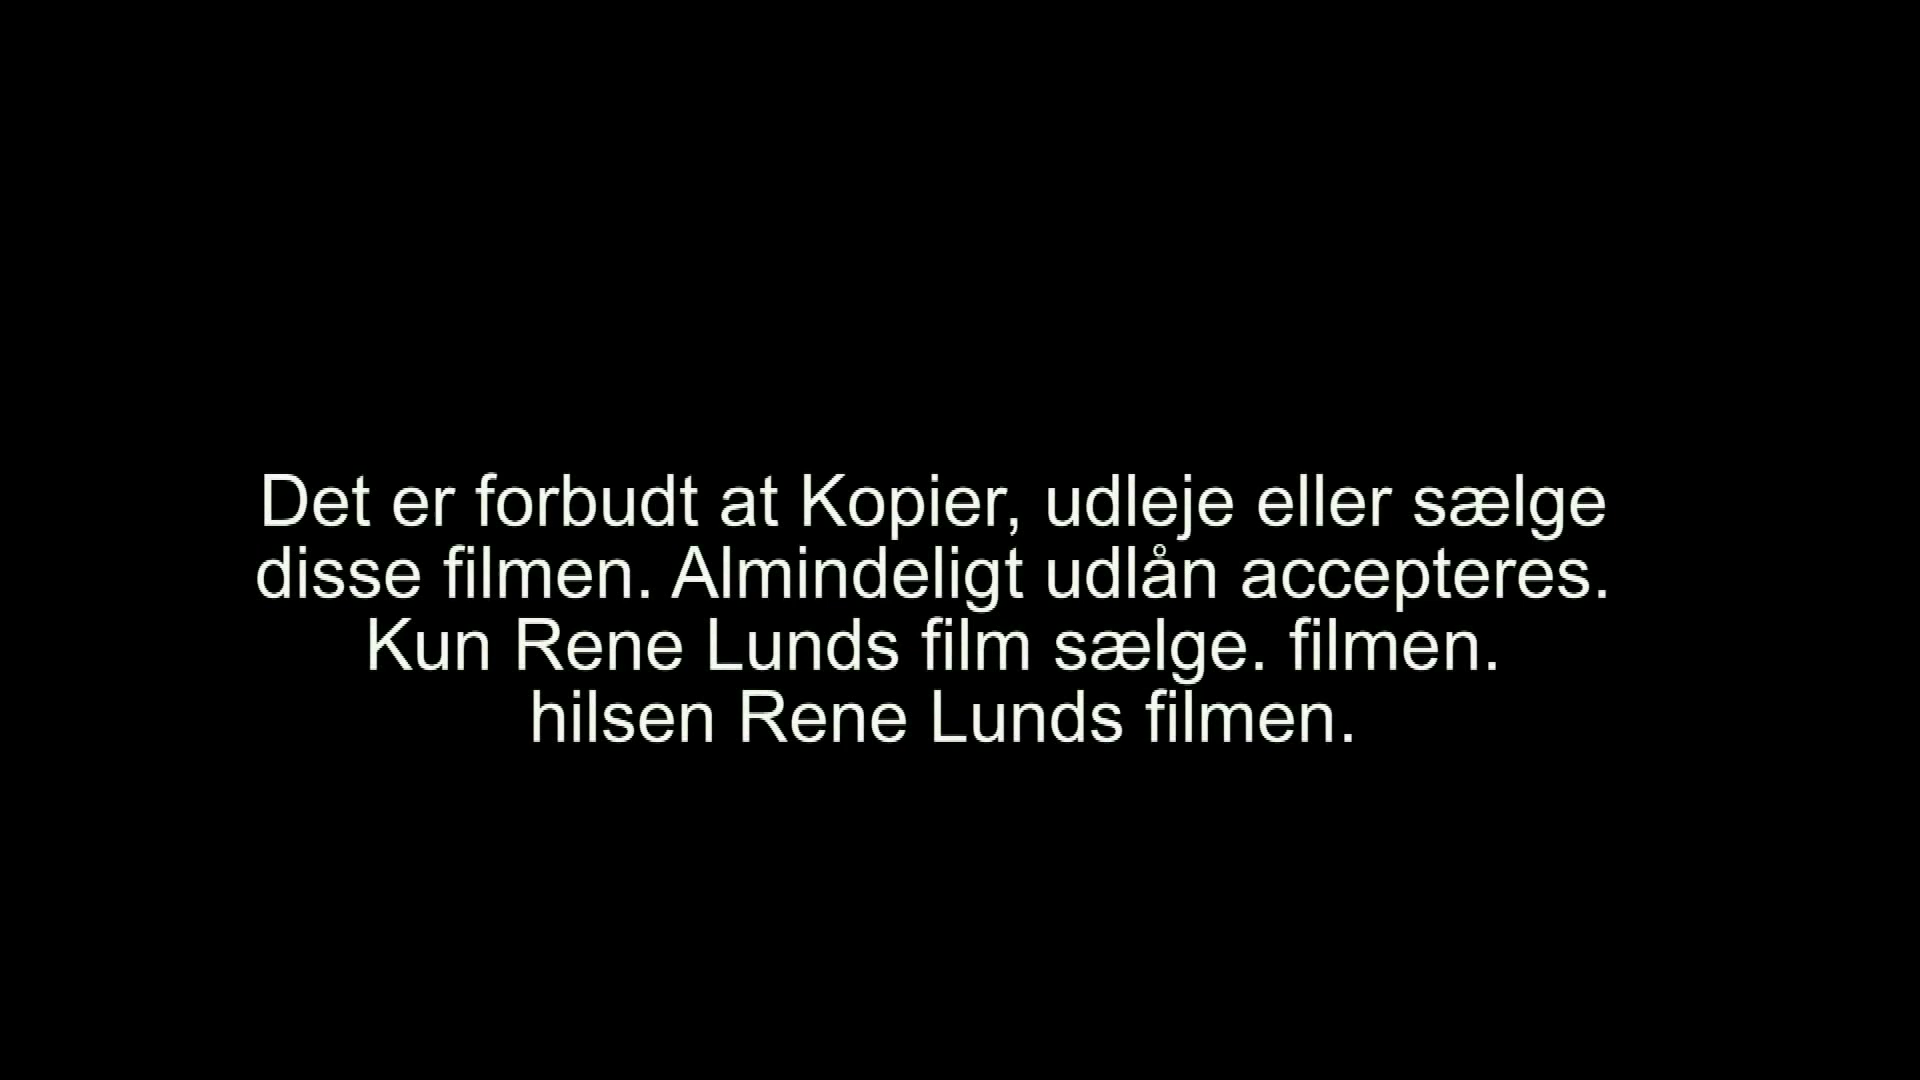 Det er forbudt at Kopier, udleje eller sælge
disse filmen. Almindeligt udlån accepteres.
Kun Rene Lunds film sælge. filmen.
hilsen Rene Lunds filmen.